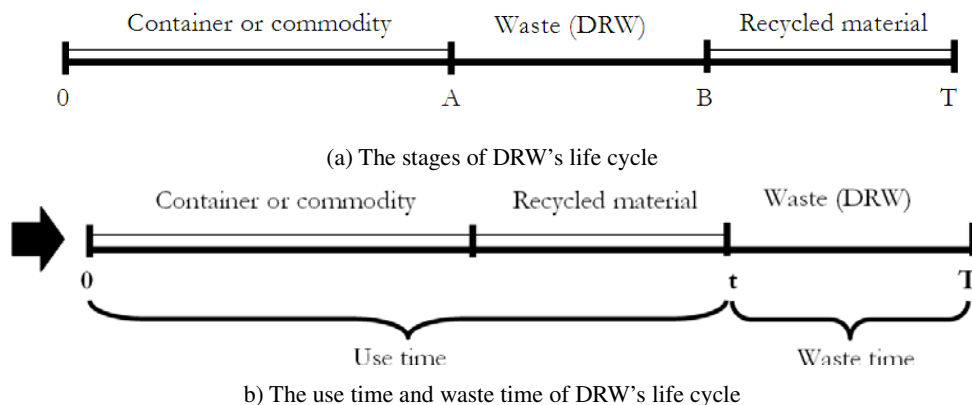 Container or commodity Waste (DRW) Recycled material
0 A B T
(a) The stages of DRW's life cycle
Container or commodity Recycled material Waste (DRW)
0 t T
Use time Waste time
b) The use time and waste time of DRW's life cycle